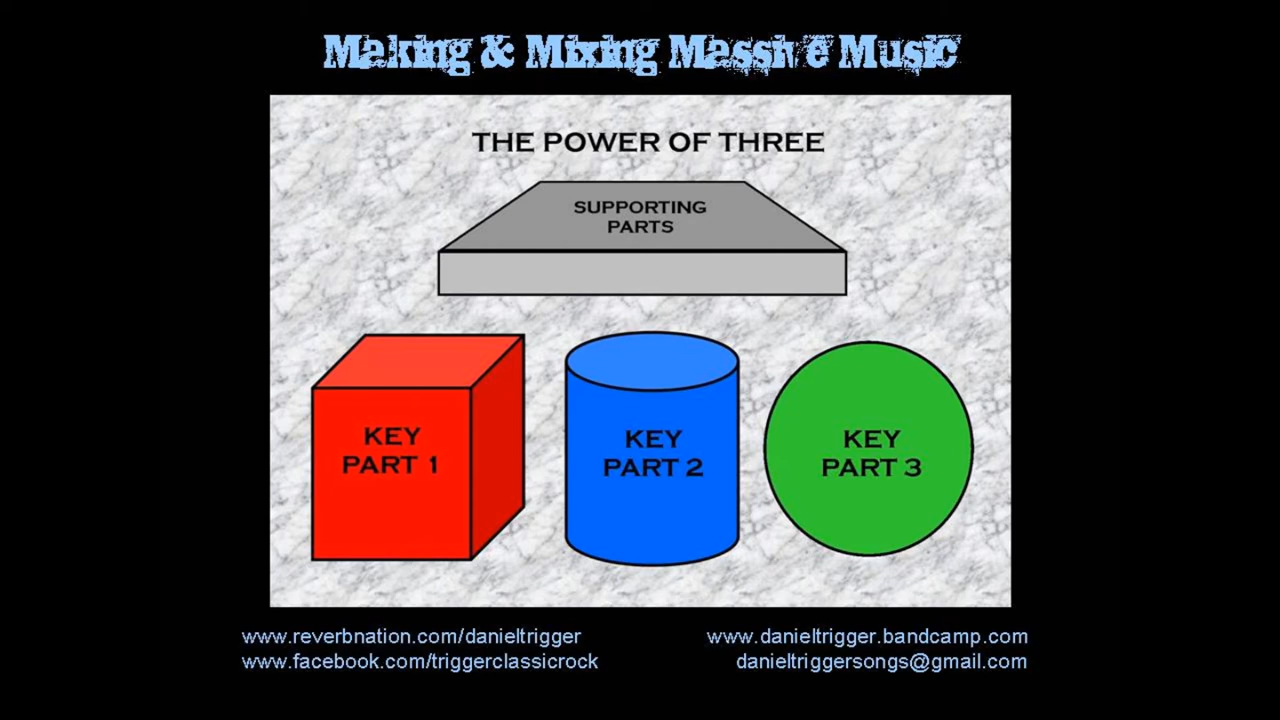 Making & Mixing Massive Music
THE POWER OF THREE
SUPPORTING
PARTS
KEY
PART 1
KEY
PART 2
KEY
PART 3
www.reverbnation.com/danieltrigger
www.danieltrigger.bandcamp.com
www.facebook.com/triggerclassicrock
danieltriggersongs@gmail.com